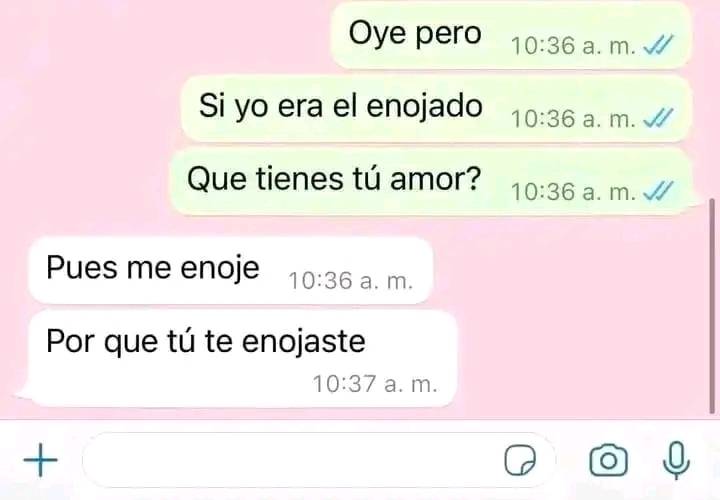 Oye pero 10:36 a. m.
Si yo era el enojado 10:36 a. m.
Que tienes tú amor? 10:36 a. m.
Pues me enoje 10:36 a. m.
Por que tú te enojaste
10:37 a. m.